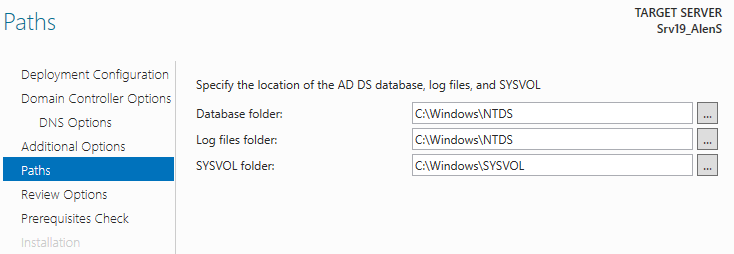 Paths
TARGET SERVER
Srv19_AlenS
Deployment Configuration
Domain Controller Options
DNS Options
Additional Options
Paths
Review Options
Prerequisites Check
Installation
Specify the location of the AD DS database, log files, and SYSVOL
Database folder: C:\Windows\NTDS ...
Log files folder: C:\Windows\NTDS ...
SYSVOL folder: C:\Windows\SYSVOL ...